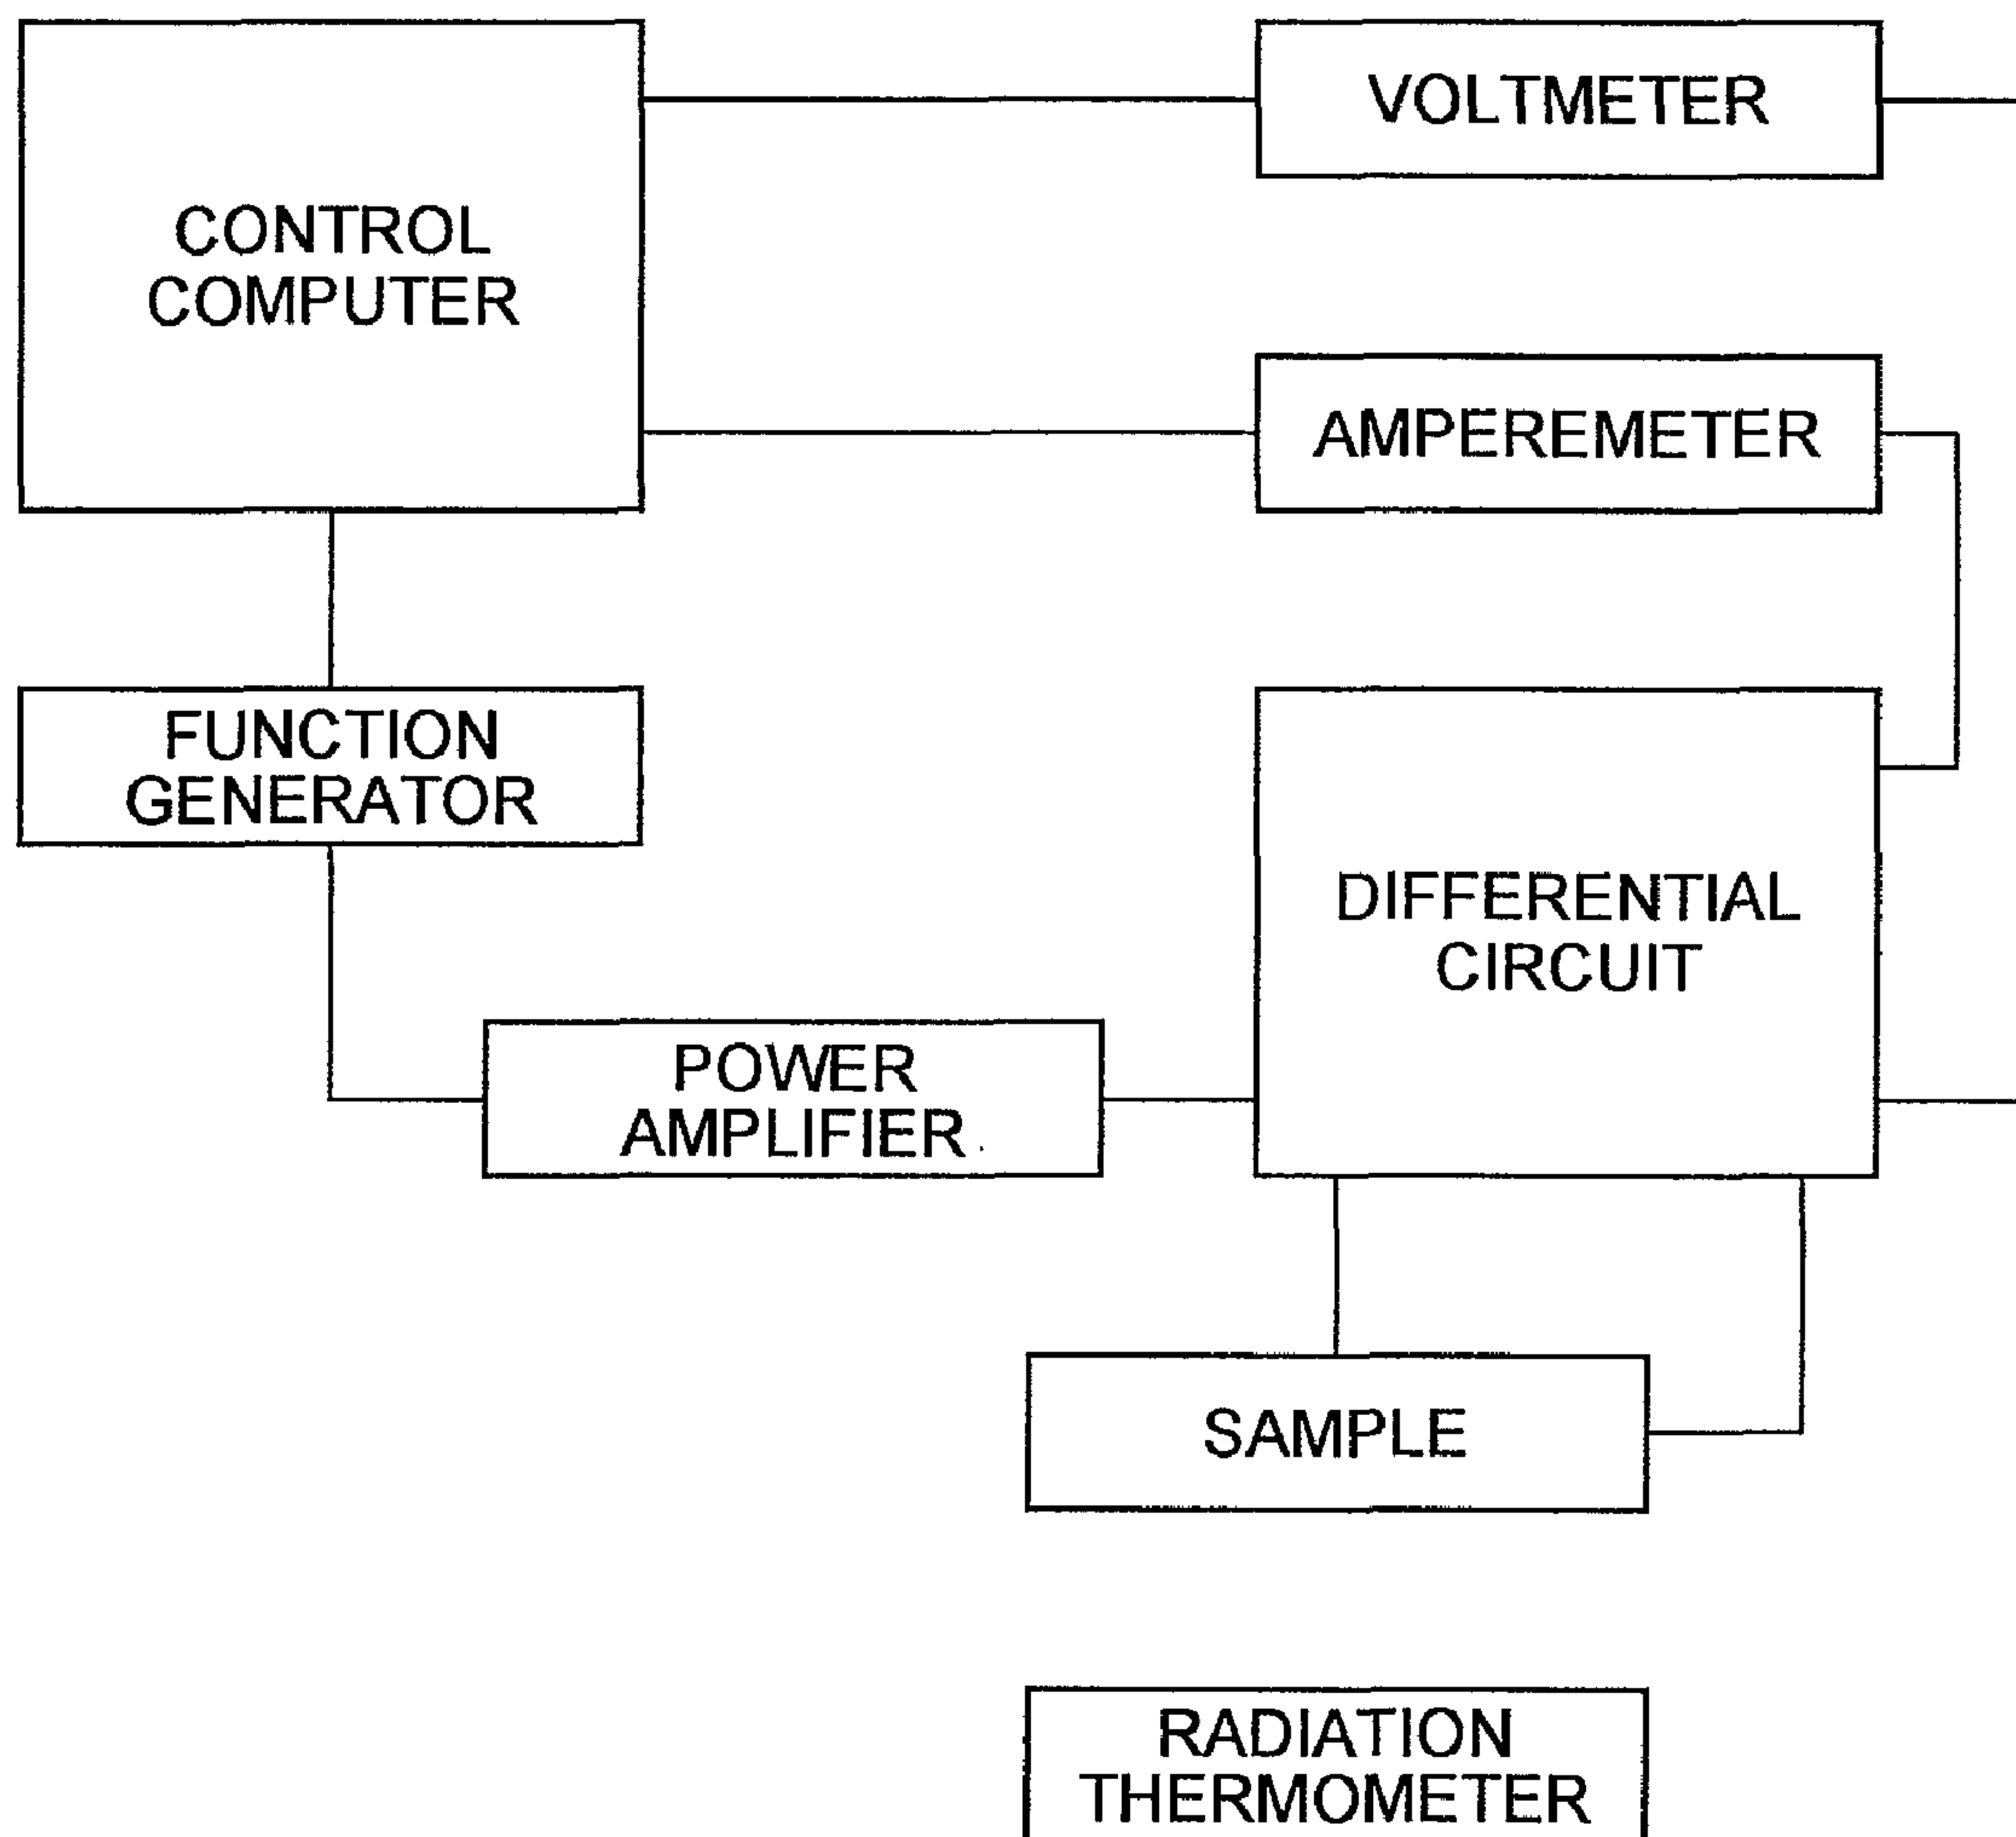 CONTROL
COMPUTER
VOLTMETER
AMPEREMETER
FUNCTION
GENERATOR
DIFFERENTIAL
CIRCUIT
POWER
AMPLIFIER
SAMPLE
RADIATION
THERMOMETER